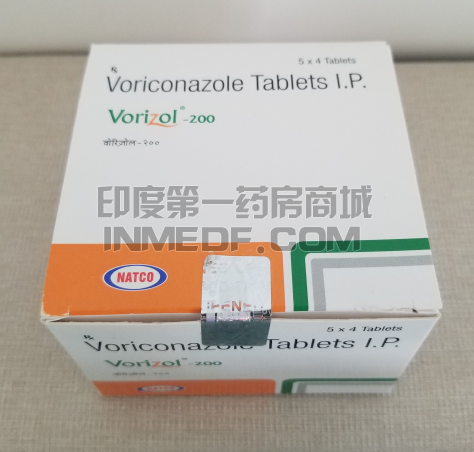 5 x 4 Tablets
℞
Voriconazole Tablets I.P.
Vorizol® -200
वोरिज़ोल-२००
印度第一药房商城
INMEDF.COM
NATCO
5 x 4 Tablets
℞
Voriconazole Tablets I.P.
Vorizol -200
NATCO